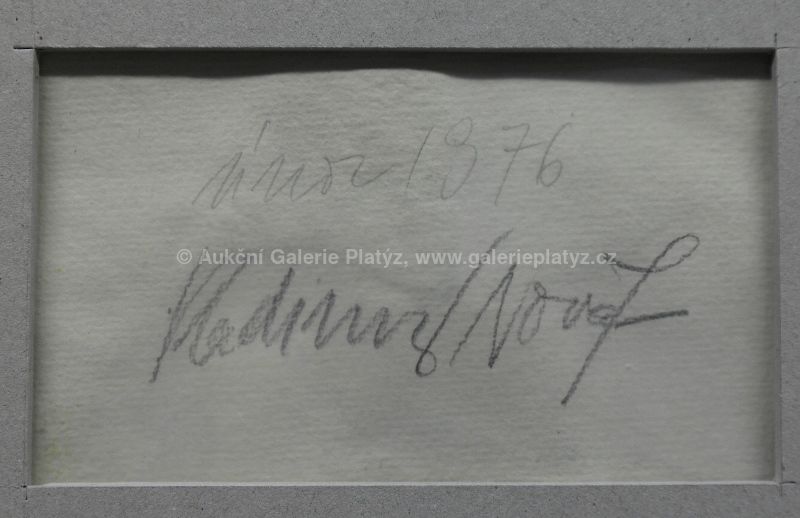 únor 1976
© Aukční Galerie Platýz, www.galerieplatyz.cz
Vladimír Novák